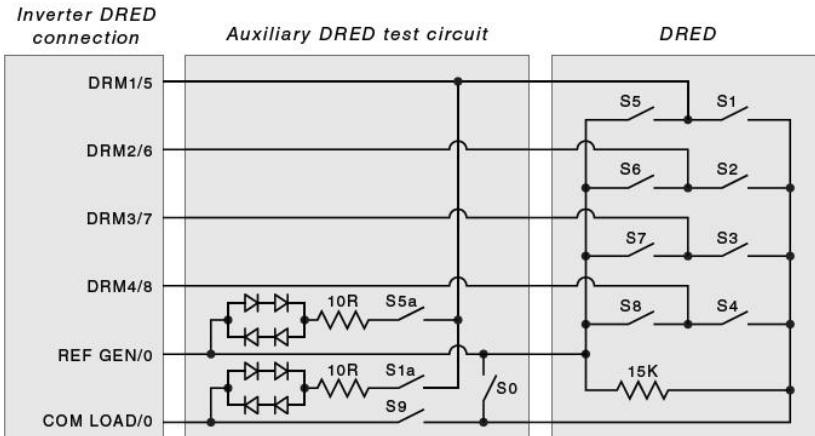 Inverter DRED
connection
Auxiliary DRED test circuit
DRED
DRM1/5
S5
S1
DRM2/6
S6
S2
DRM3/7
S7
S3
DRM4/8
10R
S5a
S8
S4
REF GEN/0
10R
S1a
S0
15K
S9
COM LOAD/0